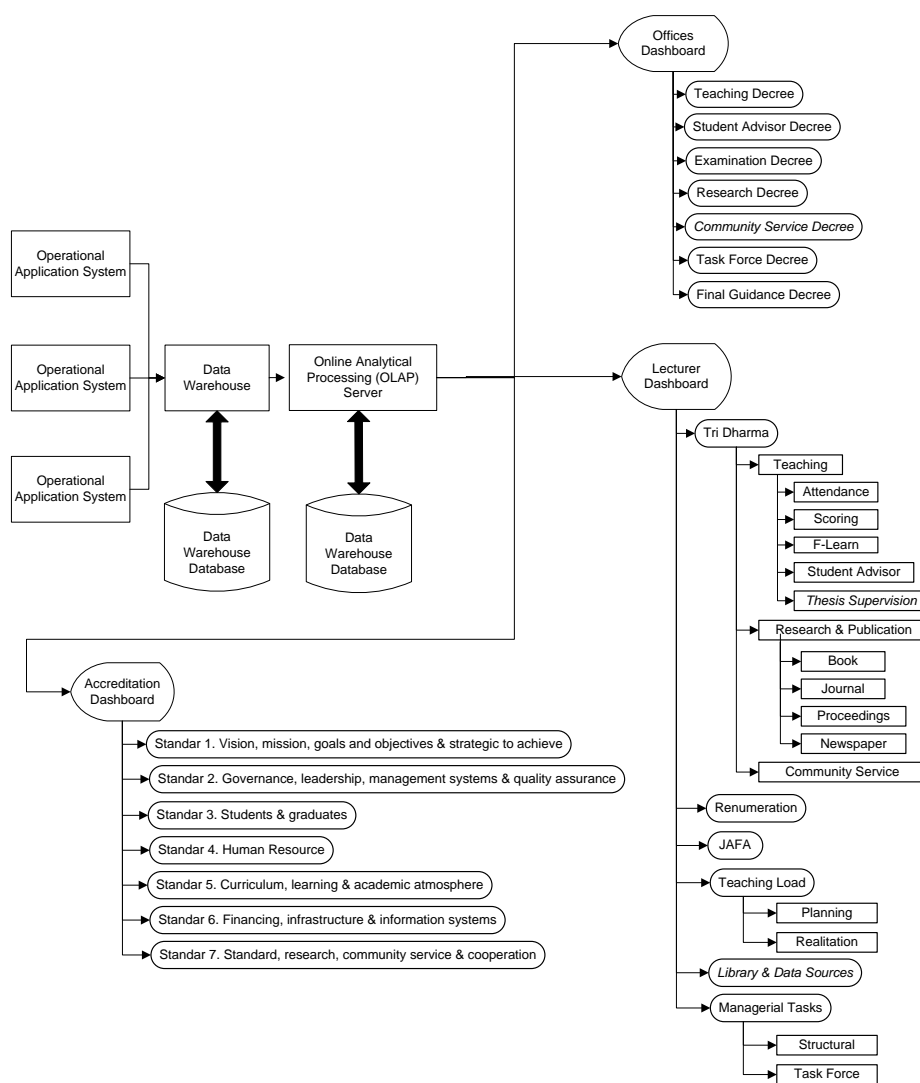 Offices
Dashboard
Teaching Decree
Student Advisor Decree
Examination Decree
Research Decree
Community Service Decree
Task Force Decree
Final Guidance Decree
Operational
Application System
Operational
Application System
Operational
Application System
Data
Warehouse
Online Analytical
Processing (OLAP)
Server
Data
Warehouse
Database
Data
Warehouse
Database
Lecturer
Dashboard
Tri Dharma
Teaching
Attendance
Scoring
F-Learn
Student Advisor
Thesis Supervision
Research & Publication
Book
Journal
Proceedings
Newspaper
Community Service
Renumeration
JAFA
Teaching Load
Planning
Realitation
Library & Data Sources
Managerial Tasks
Structural
Task Force
Accreditation
Dashboard
Standar 1. Vision, mission, goals and objectives & strategic to achieve
Standar 2. Governance, leadership, management systems & quality assurance
Standar 3. Students & graduates
Standar 4. Human Resource
Standar 5. Curriculum, learning & academic atmosphere
Standar 6. Financing, infrastructure & information systems
Standar 7. Standard, research, community service & cooperation